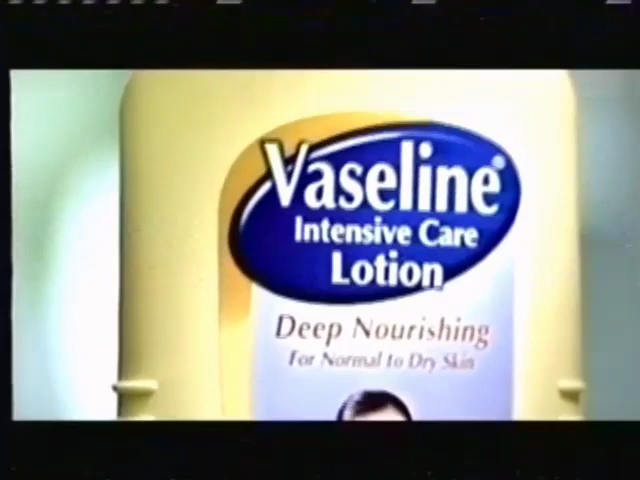 Vaseline®
Intensive Care
Lotion
Deep Nourishing
For Normal to Dry Skin